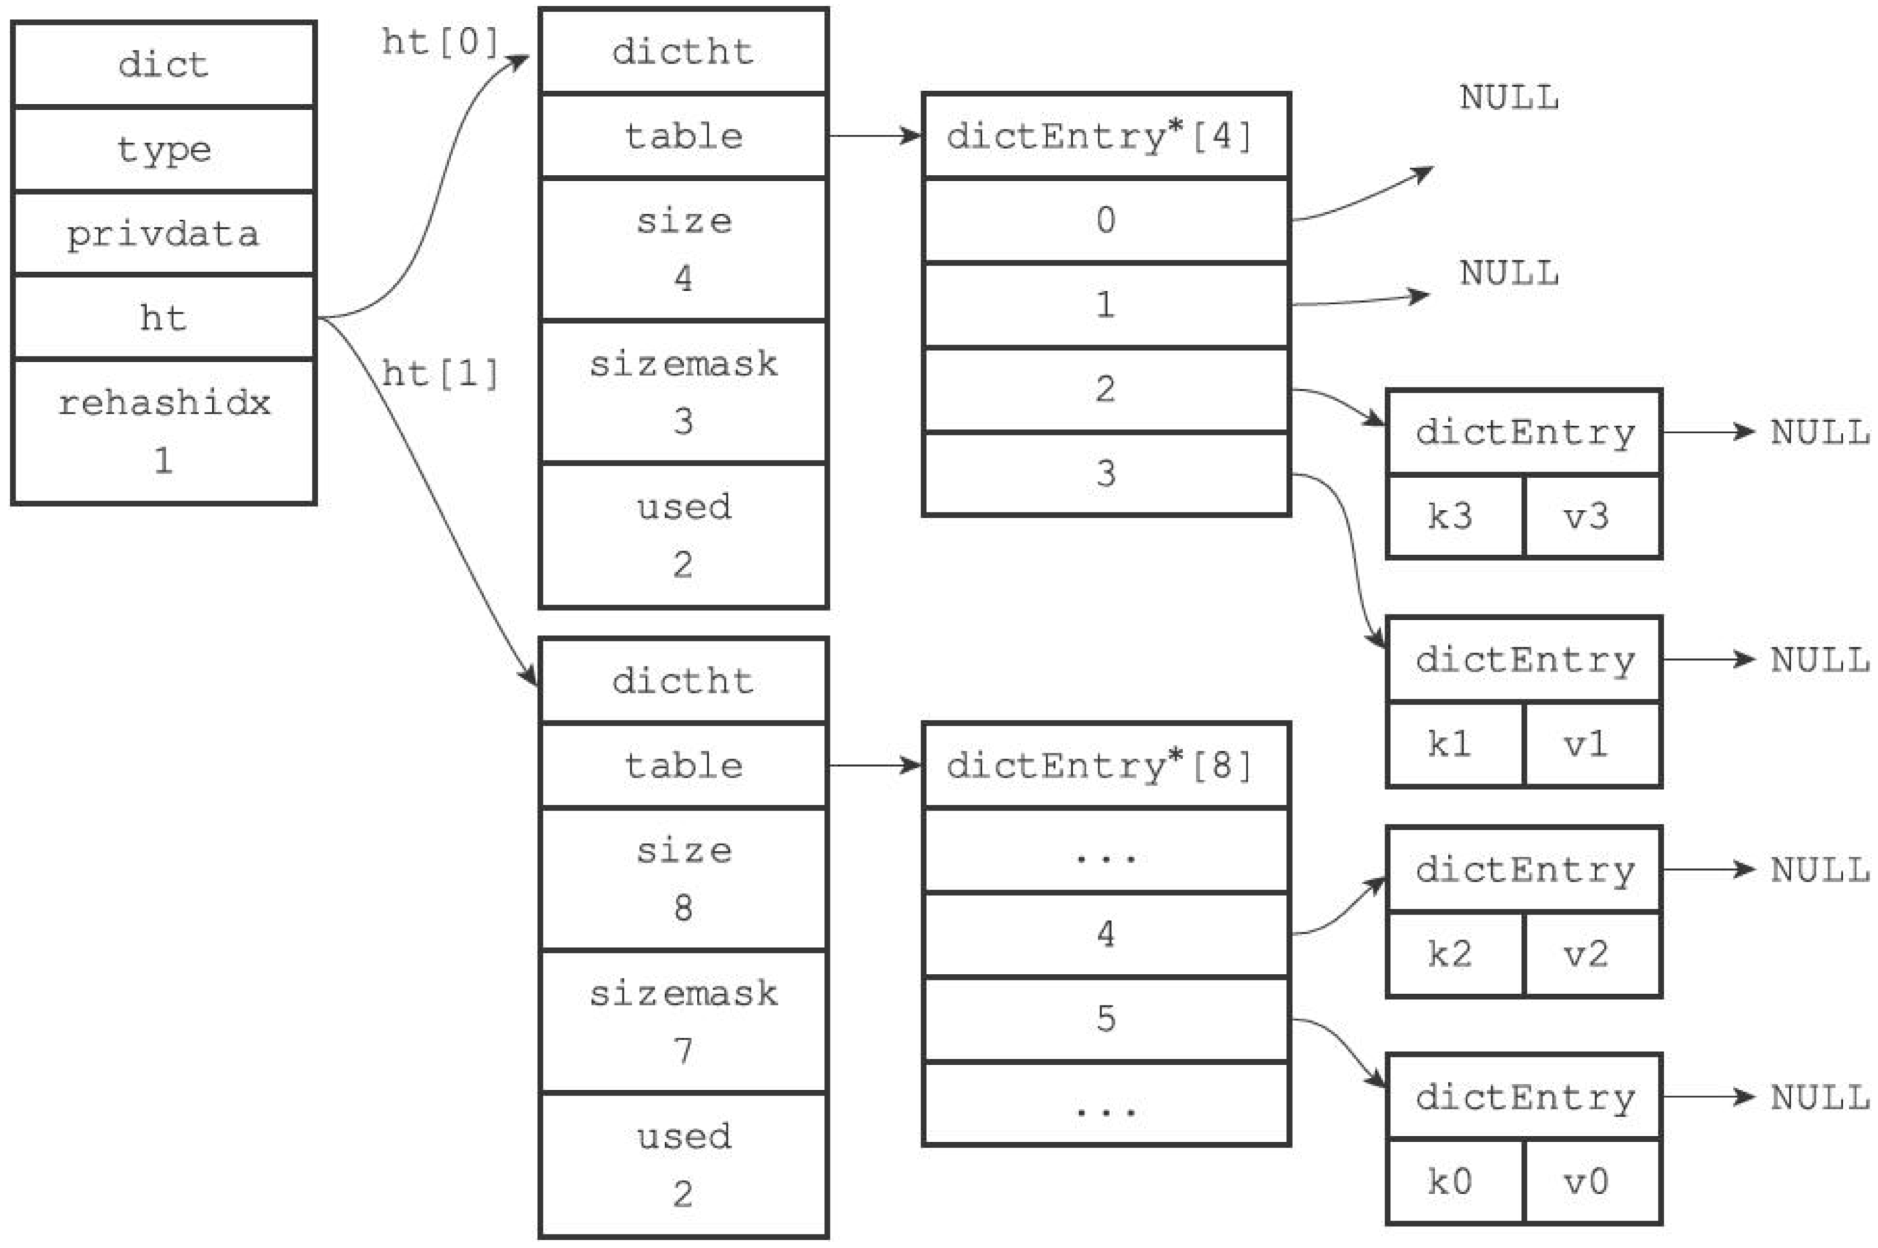 dict
type
privdata
ht
rehashidx
1
ht[0]
ht[1]
dictht
table
size
4
sizemask
3
used
2
dictEntry*[4]
0
1
2
3
NULL
NULL
dictEntry
k3 v3
NULL
dictEntry
k1 v1
NULL
dictht
table
size
8
sizemask
7
used
2
dictEntry*[8]
...
4
5
...
dictEntry
k2 v2
NULL
dictEntry
k0 v0
NULL